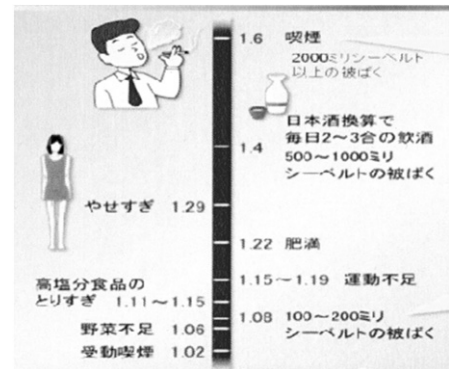 1.6 喫煙
2000ミリシーベルト
以上の被ばく
日本酒換算で
毎日2～3合の飲酒
1.4
500～1000ミリ
シーベルトの被ばく
やせすぎ 1.29
1.22 肥満
1.15～1.19 運動不足
高塩分食品の
とりすぎ 1.11～1.15
1.08 100～200ミリ
シーベルトの被ばく
野菜不足 1.06
受動喫煙 1.02